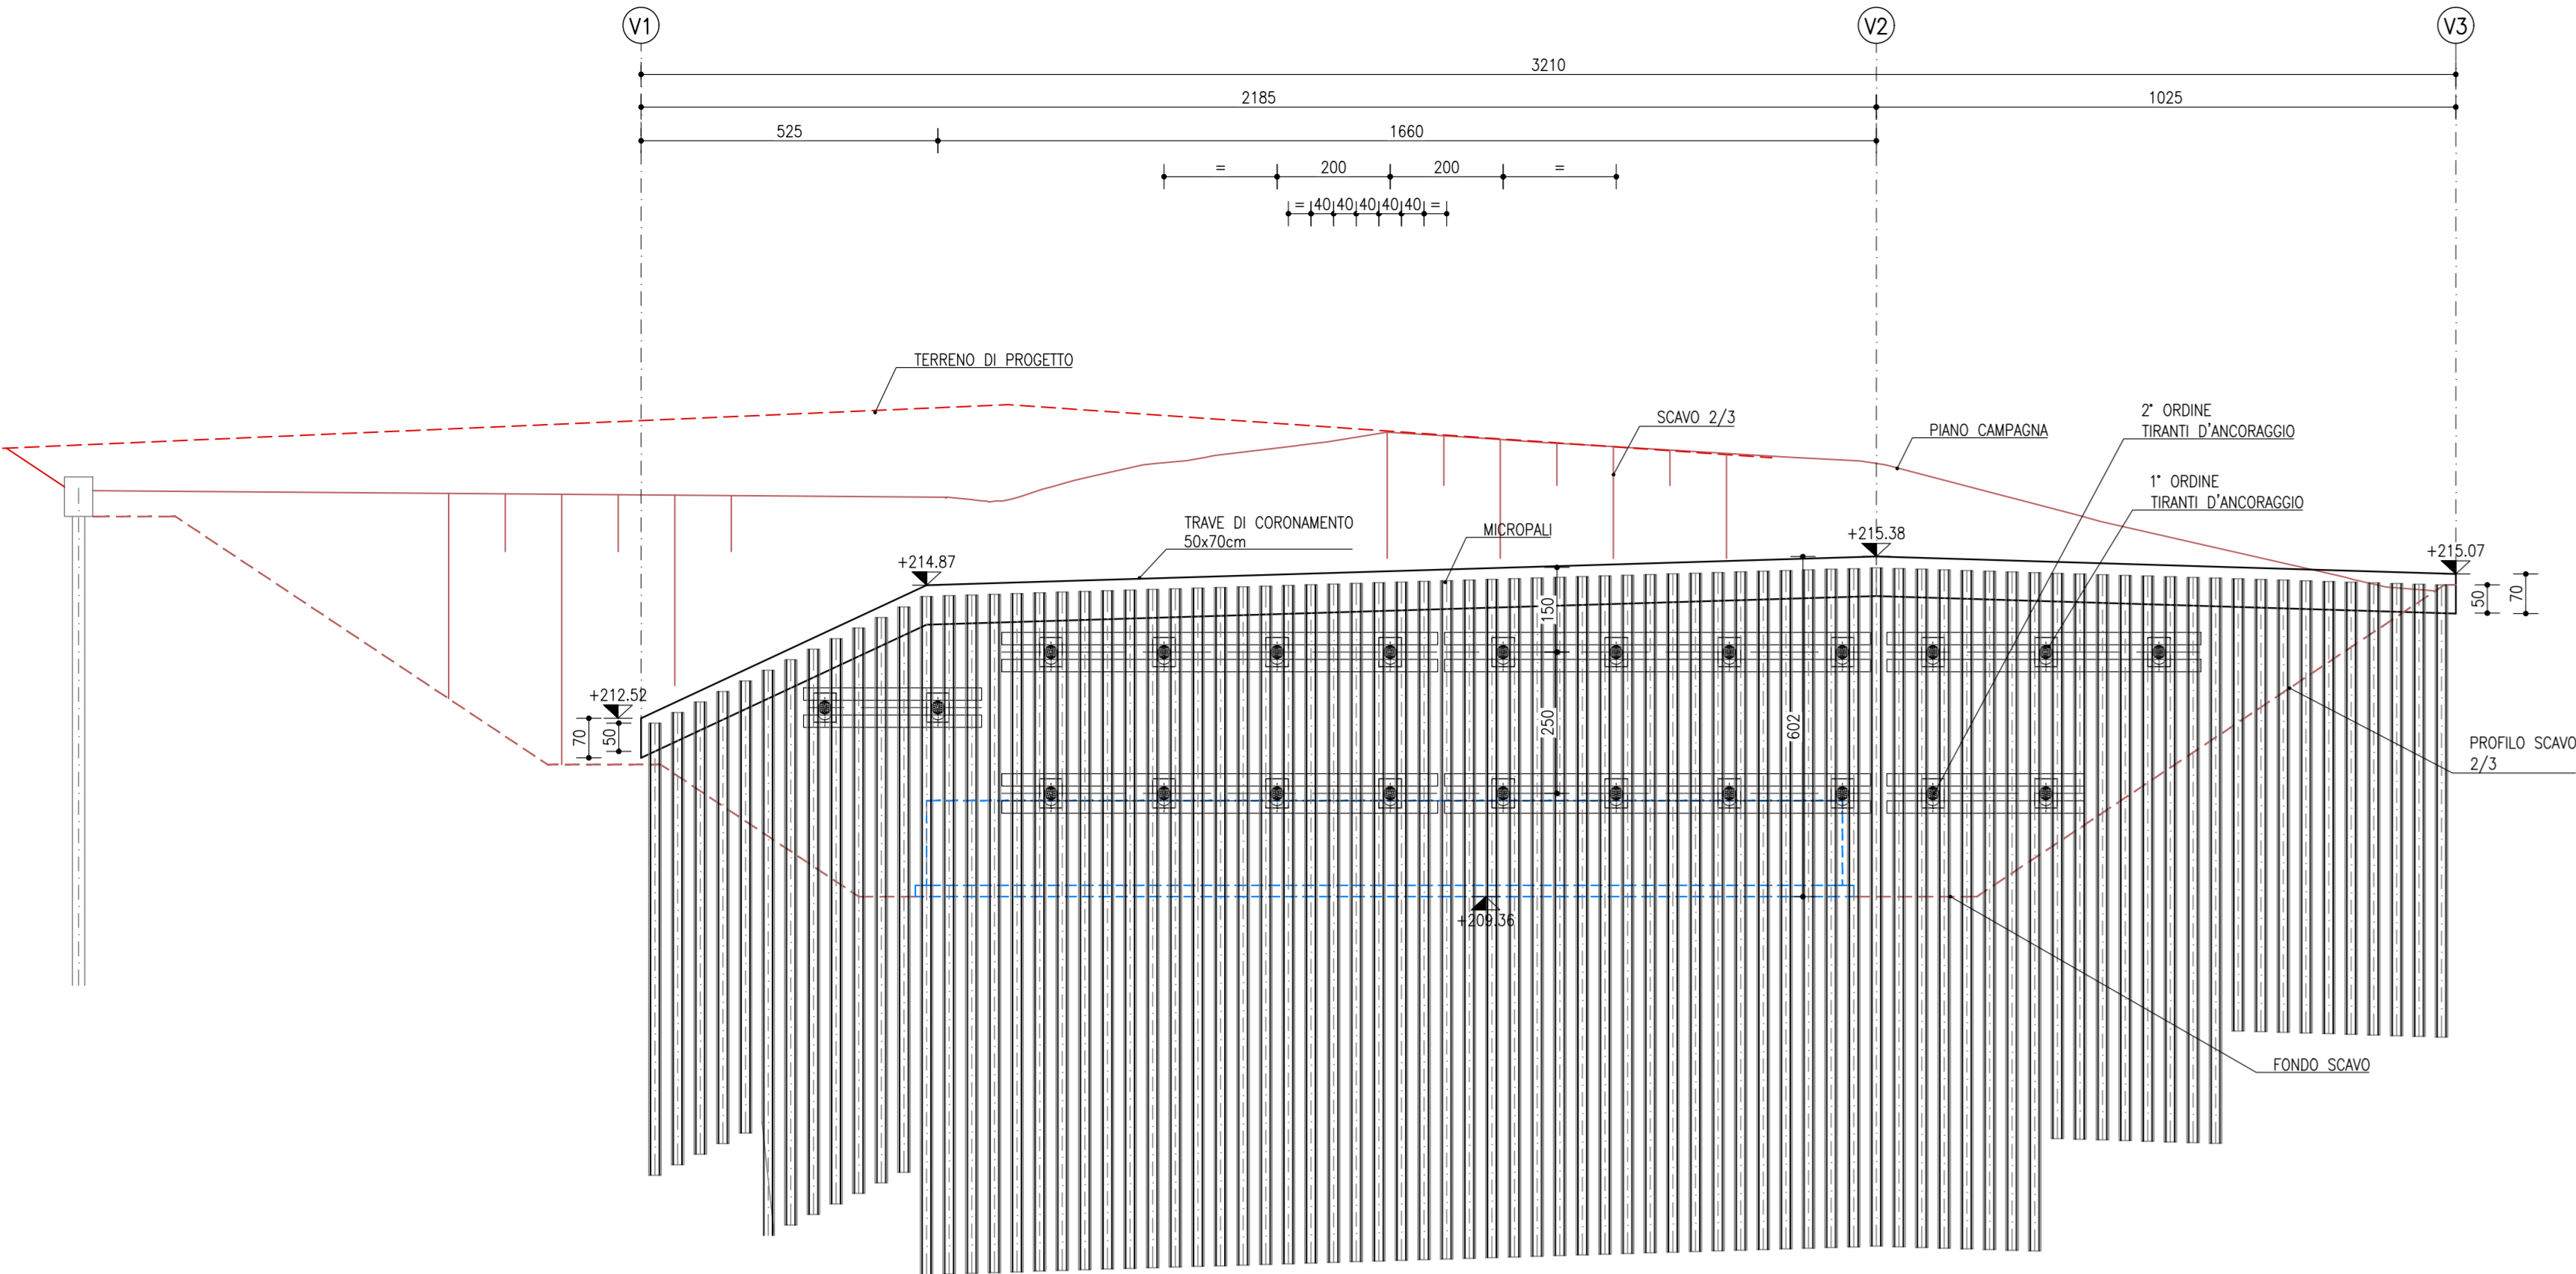 V1
V2
V3
3210
2185
1025
525
1660
=
200
200
=
=
40
40
40
40
40
=
TERRENO DI PROGETTO
SCAVO 2/3
PIANO CAMPAGNA
2° ORDINE
TIRANTI D'ANCORAGGIO
1° ORDINE
TIRANTI D'ANCORAGGIO
TRAVE DI CORONAMENTO
50x70cm
MICROPALI
+214.87
+215.38
+215.07
50
70
150
+212.52
70
50
250
602
PROFILO SCAVO
2/3
+209.36
FONDO SCAVO